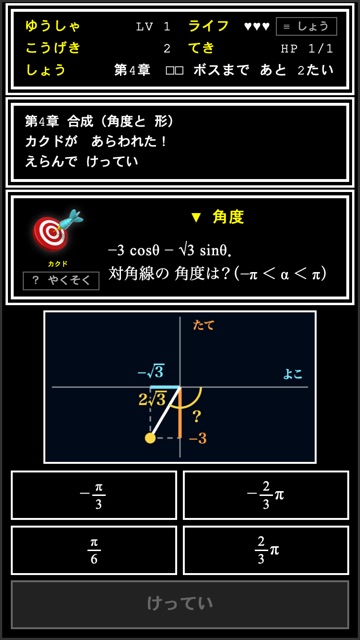 ゆうしゃ LV 1 ライフ ♥♥♥ ≡ しょう
こうげき 2 てき HP 1/1
しょう 第4章 □□ ボスまで あと 2たい
第4章 合成(角度と 形)
カクドが あらわれた!
えらんで けってい
▼ 角度
−3 cosθ − √3 sinθ.
対角線の 角度は?(−π < α < π)
カクド
? やくそく
たて
−√3
よこ
2√3
?
−3
−π/3
−2/3π
π/6
2/3π
けってい